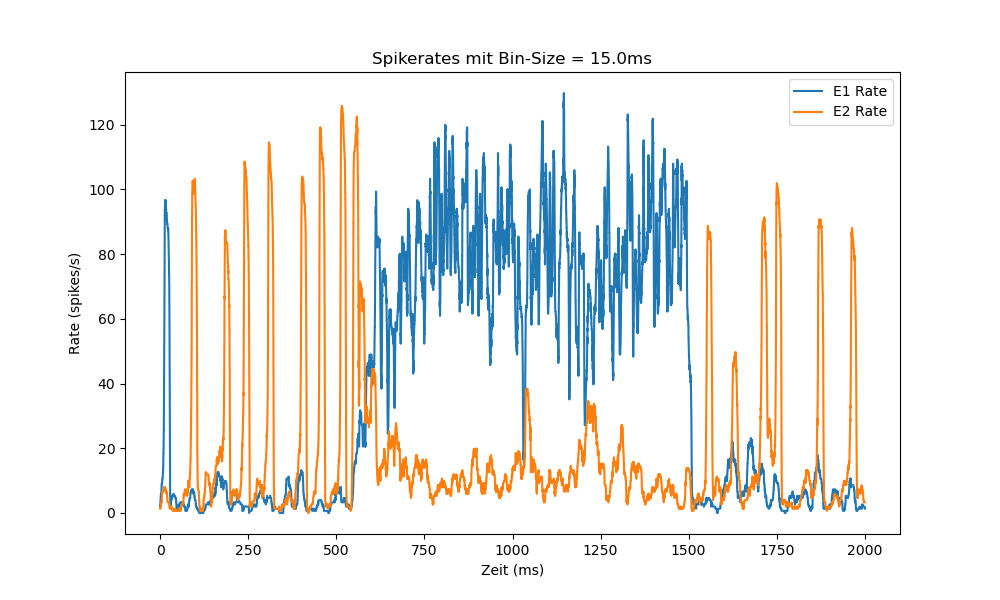 Spikerates mit Bin-Size = 15.0ms
E1 Rate
E2 Rate
120
100
80
60
40
20
0
Rate (spikes/s)
0 250 500 750 1000 1250 1500 1750 2000
Zeit (ms)